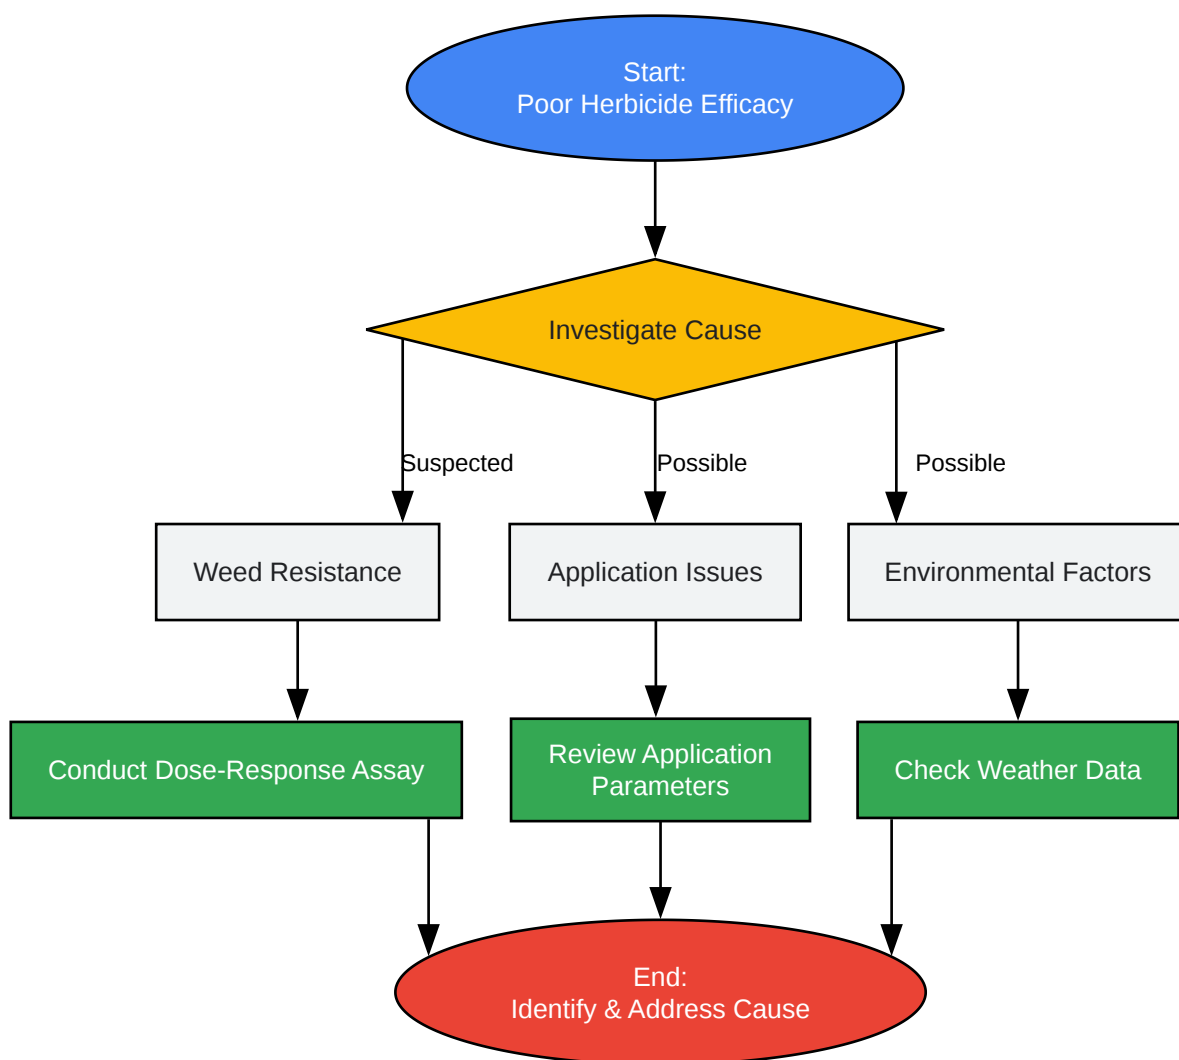 Start:
Poor Herbicide Efficacy
Investigate Cause
Suspected
Possible
Possible
Weed Resistance
Application Issues
Environmental Factors
Conduct Dose-Response Assay
Review Application
Parameters
Check Weather Data
End:
Identify & Address Cause